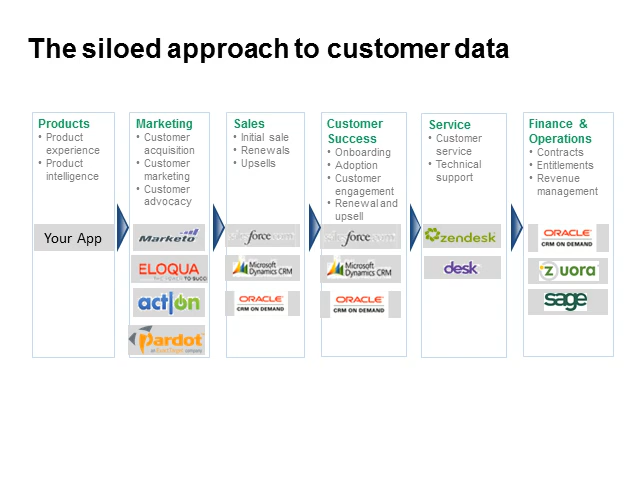 The siloed approach to customer data
Products
• Product
experience
• Product
intelligence
Your App
Marketing
• Customer
acquisition
• Customer
marketing
• Customer
advocacy
Marketo
ELOQUA
act|on
Pardot
Sales
• Initial sale
• Renewals
• Upsells
force
Microsoft
Dynamics CRM
ORACLE
CRM ON DEMAND
Customer
Success
• Onboarding
• Adoption
• Customer
engagement
• Renewal and
upsell
force
Microsoft
Dynamics CRM
ORACLE
CRM ON DEMAND
Service
• Customer
service
• Technical
support
zendesk
desk
Finance &
Operations
• Contracts
• Entitlements
• Revenue
management
ORACLE
CRM ON DEMAND
zuora
sage